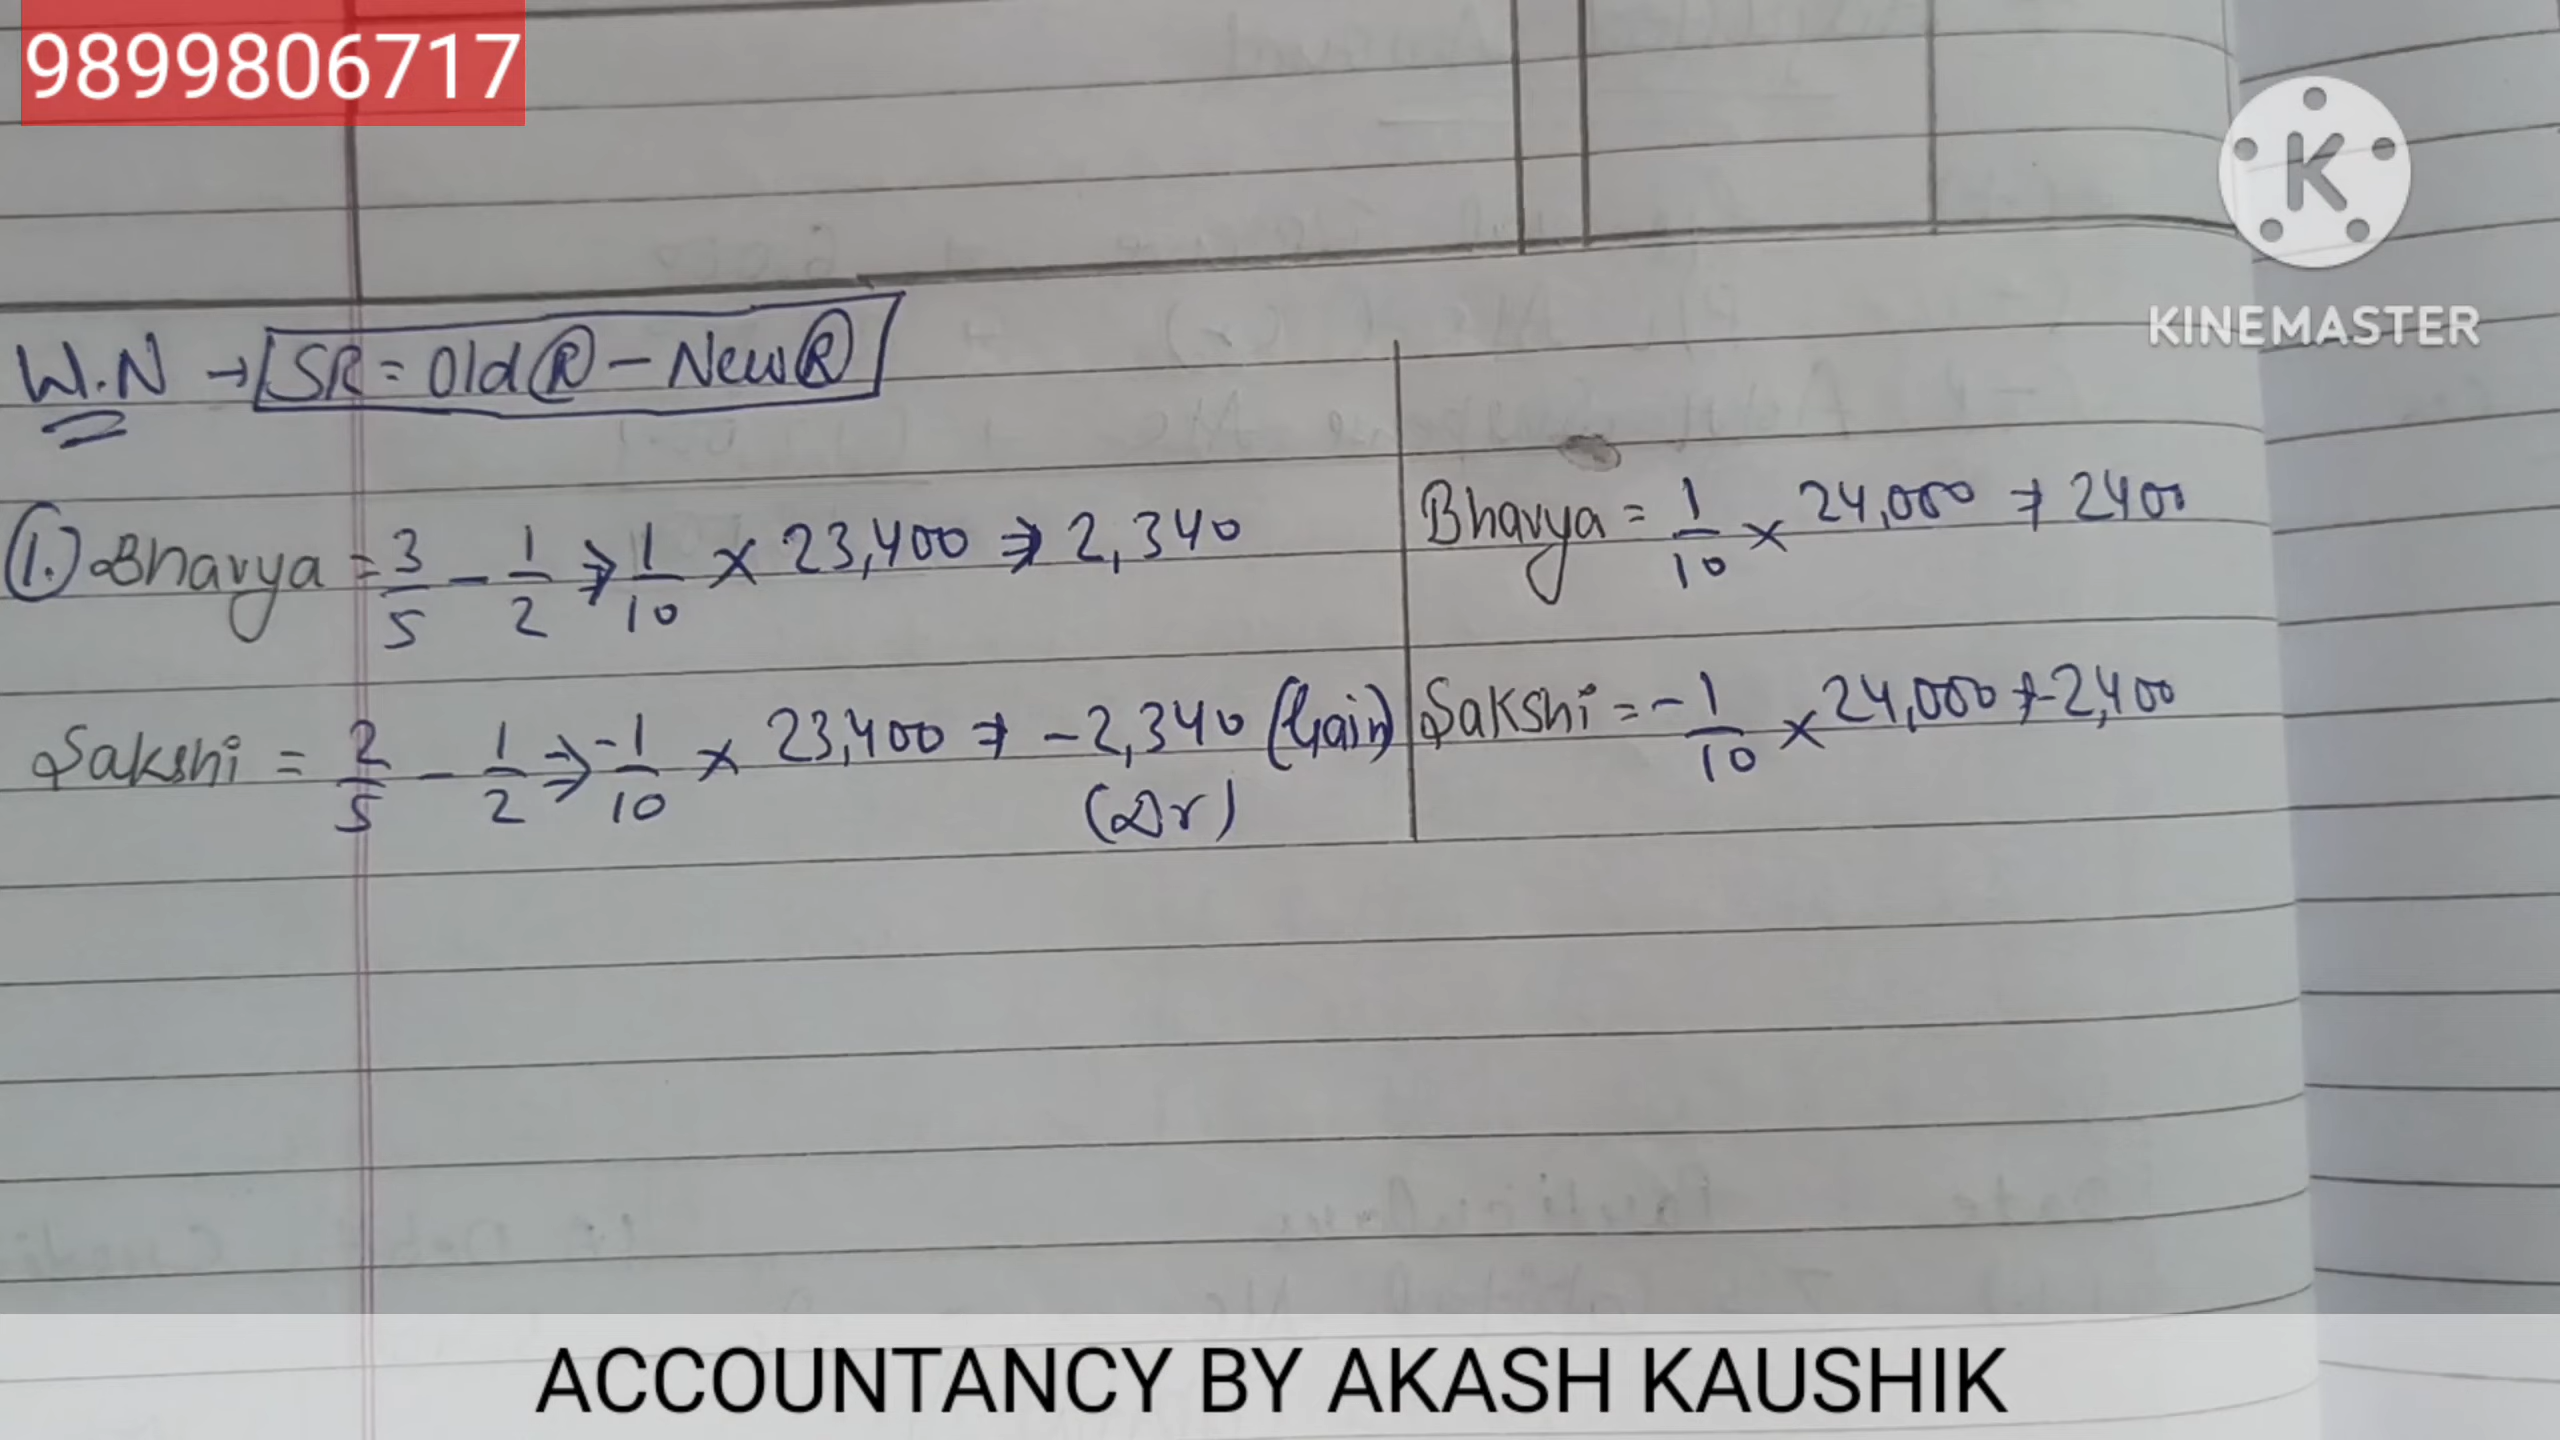 9899806717
KINEMASTER
W.N → SR = Old Ⓡ - New Ⓡ
①. Bhavya = 3/5 - 1/2 ⇒ 1/10 × 23,400 ⇒ 2,340
Sakshi = 2/5 - 1/2 ⇒ -1/10 × 23,400 ⇒ -2,340 (Gain)
(Dr)
Bhavya = 1/10 × 24,000 ⇒ 2400
Sakshi = -1/10 × 24,000 ⇒ -2,400
ACCOUNTANCY BY AKASH KAUSHIK